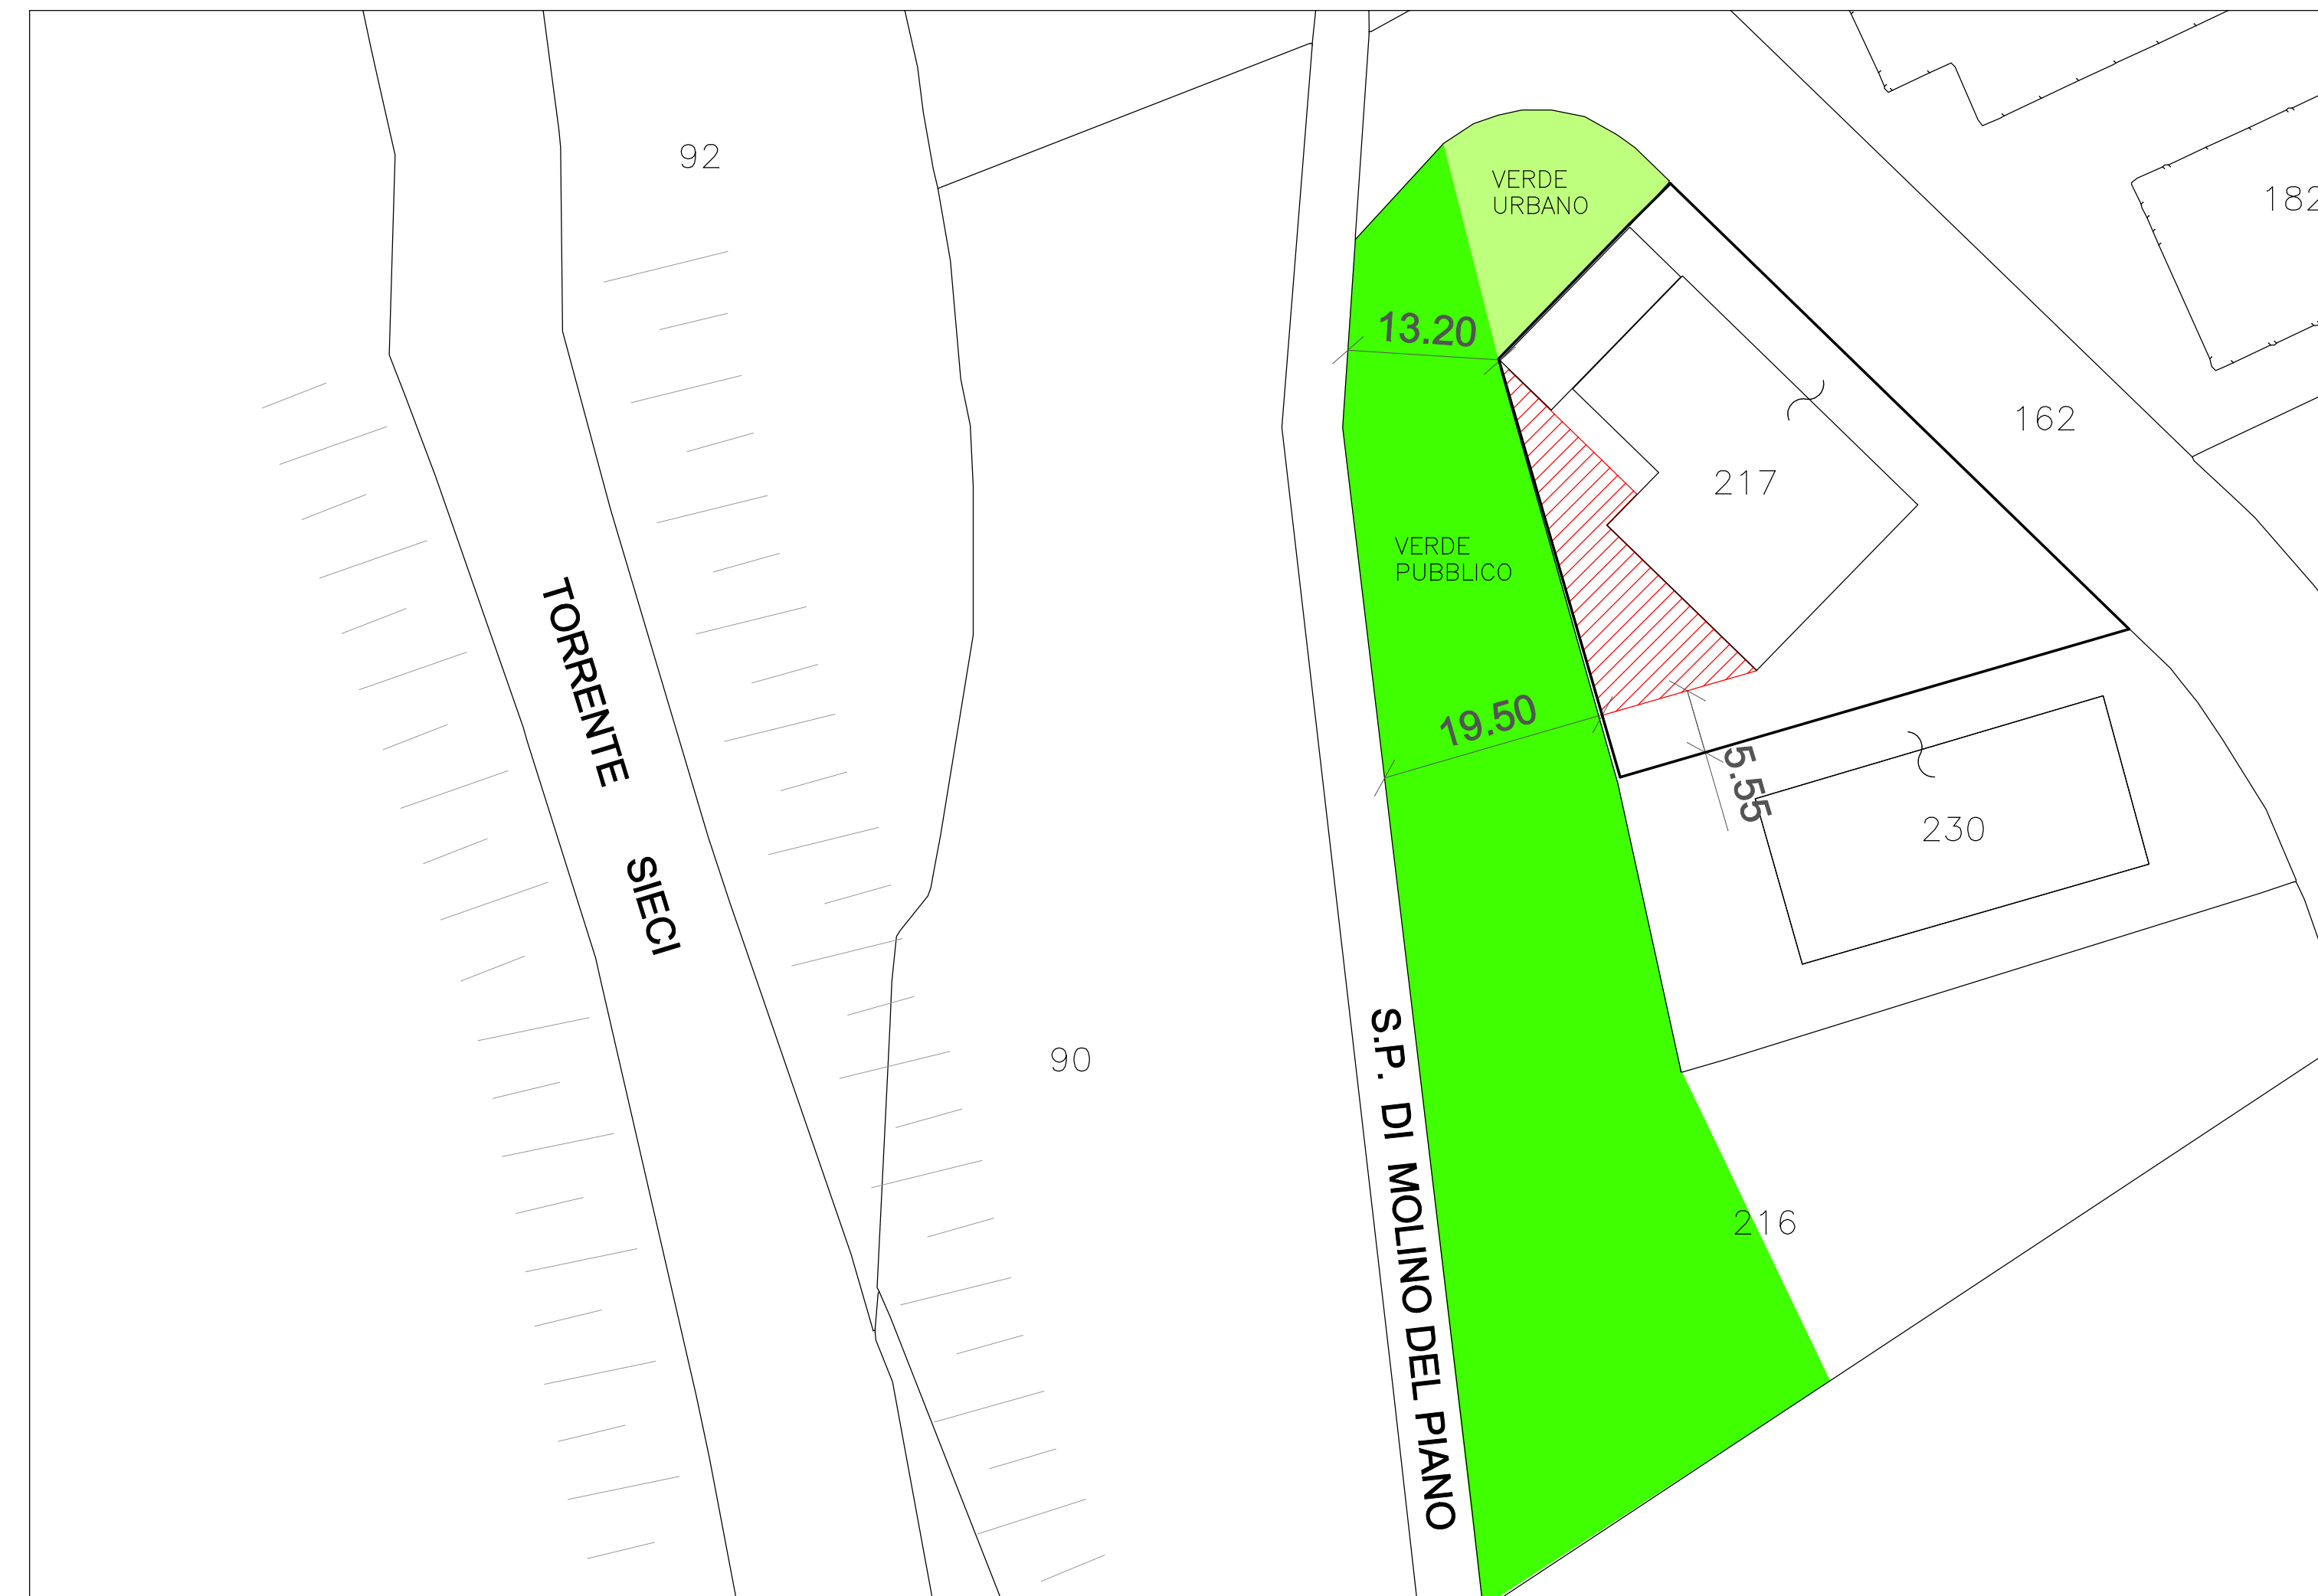 92
VERDE
URBANO
182
13.20
162
217
VERDE
PUBBLICO
TORRENTE SIECI
19.50
5.55
230
90
S.P. DI MOLINO DEL PIANO
216